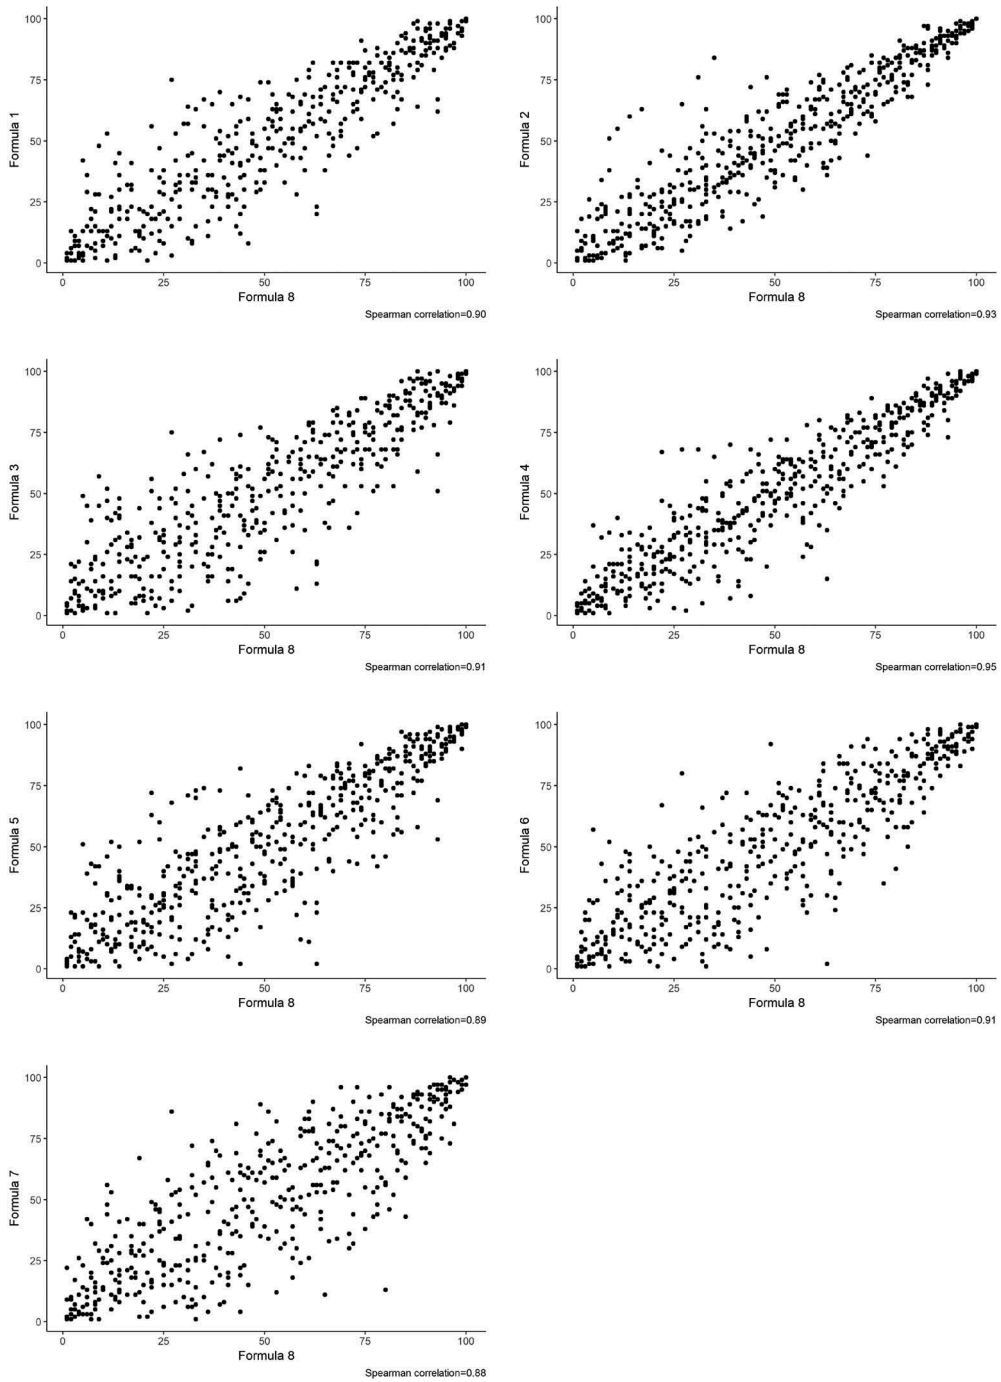 100
75
50
25
0
Formula 1
0 25 50 75 100
Formula 8
Spearman correlation=0.90
100
75
50
25
0
Formula 2
0 25 50 75 100
Formula 8
Spearman correlation=0.93
100
75
50
25
0
Formula 3
0 25 50 75 100
Formula 8
Spearman correlation=0.91
100
75
50
25
0
Formula 4
0 25 50 75 100
Formula 8
Spearman correlation=0.95
100
75
50
25
0
Formula 5
0 25 50 75 100
Formula 8
Spearman correlation=0.89
100
75
50
25
0
Formula 6
0 25 50 75 100
Formula 8
Spearman correlation=0.91
100
75
50
25
0
Formula 7
0 25 50 75 100
Formula 8
Spearman correlation=0.88